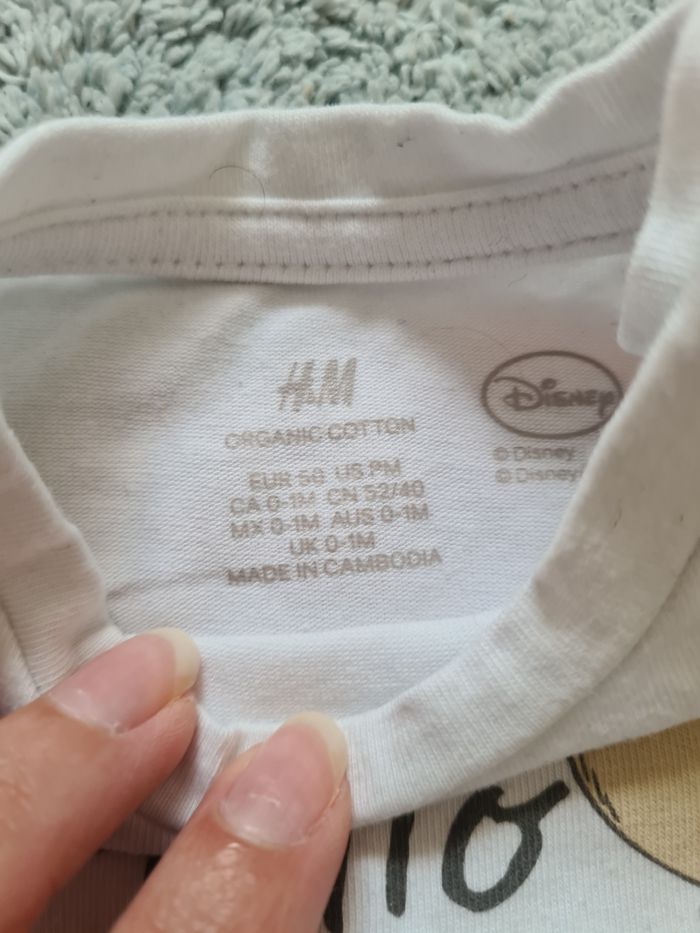 H&M
ORGANIC COTTON
EUR 50 US PM
CA 0-1M CN 52/40
MX 0-1M AUS 0-1M
UK 0-1M
MADE IN CAMBODIA
Disney
© Disney
© Disney